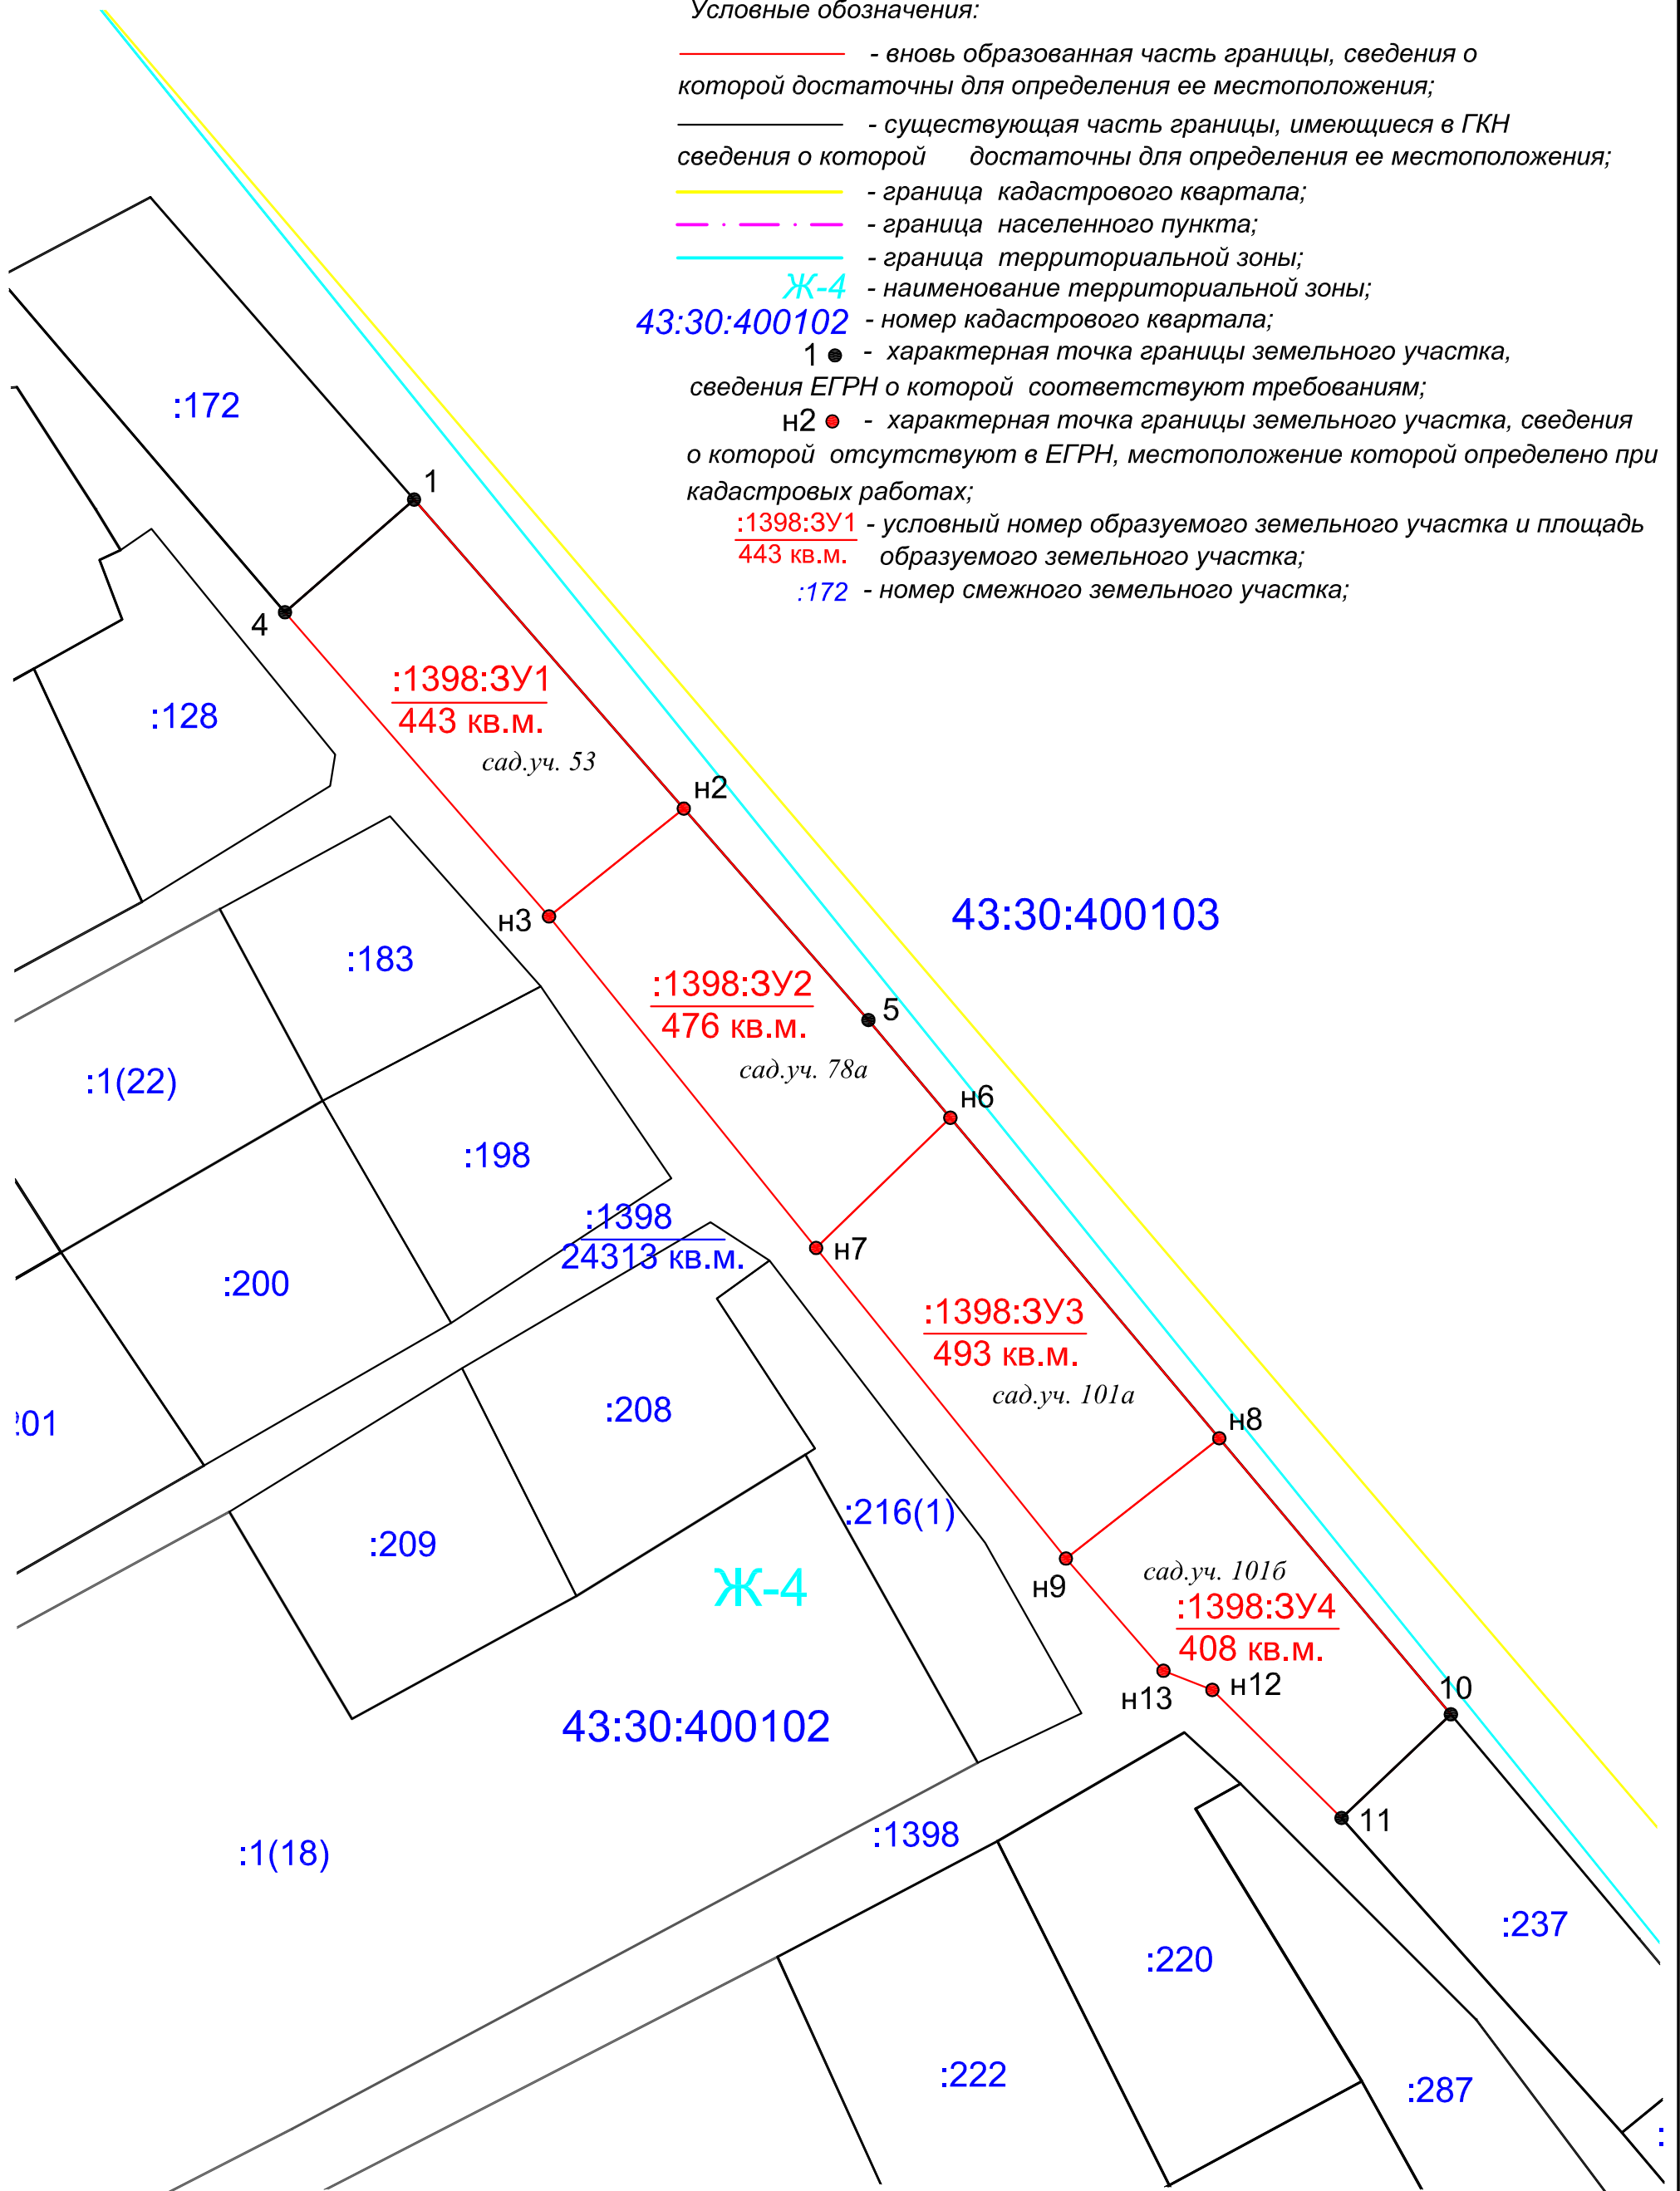 Условные обозначения:
- вновь образованная часть границы, сведения о
которой достаточны для определения ее местоположения;
- существующая часть границы, имеющиеся в ГКН
сведения о которой достаточны для определения ее местоположения;
- граница кадастрового квартала;
- граница населенного пункта;
- граница территориальной зоны;
Ж-4 - наименование территориальной зоны;
43:30:400102 - номер кадастрового квартала;
1 - характерная точка границы земельного участка,
сведения ЕГРН о которой соответствуют требованиям;
н2 - характерная точка границы земельного участка, сведения
о которой отсутствуют в ЕГРН, местоположение которой определено при
кадастровых работах;
:1398:ЗУ1 - условный номер образуемого земельного участка и площадь
443 кв.м. образуемого земельного участка;
:172 - номер смежного земельного участка;
:172
1
4
:1398:ЗУ1
443 кв.м.
сад.уч. 53
:128
н2
н3
43:30:400103
:183
:1398:ЗУ2
476 кв.м.
5
сад.уч. 78а
:1(22)
н6
:198
:1398
24313 кв.м.
н7
:200
:1398:ЗУ3
493 кв.м.
сад.уч. 101а
:208
:201
н8
:216(1)
:209
н9
сад.уч. 101б
Ж-4
:1398:ЗУ4
408 кв.м.
н13
н12
10
43:30:400102
11
:1398
:1(18)
:237
:220
:222
:287
: